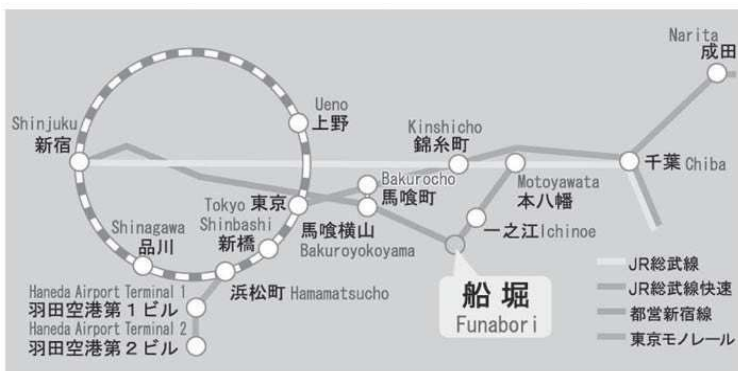 Narita
成田
Ueno
上野
Shinjuku
新宿
Kinshicho
錦糸町
千葉 Chiba
Bakurocho
馬喰町
Motoyawata
本八幡
Tokyo 東京
馬喰横山
Bakuroyokoyama
一之江 Ichinoe
Shinagawa
品川
Shinbashi
新橋
浜松町 Hamamatsucho
船堀
Funabori
Haneda Airport Terminal 1
羽田空港第1ビル
Haneda Airport Terminal 2
羽田空港第2ビル
JR総武線
JR総武線快速
都営新宿線
東京モノレール